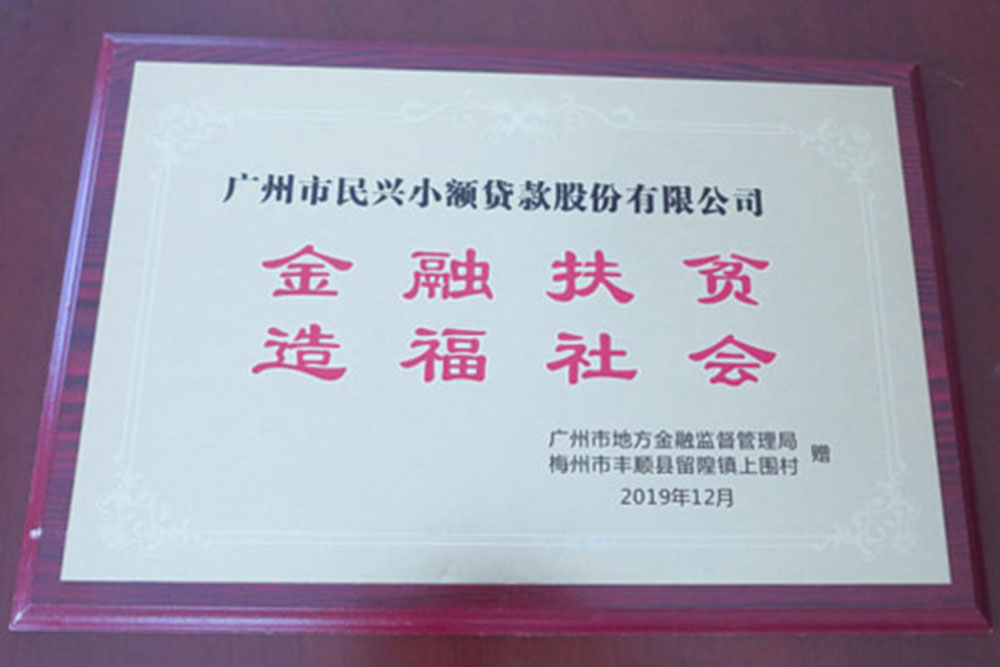 广州市民兴小额贷款股份有限公司
金融扶贫
造福社会
广州市地方金融监督管理局
梅州市丰顺县留隍镇上围村 赠
2019年12月